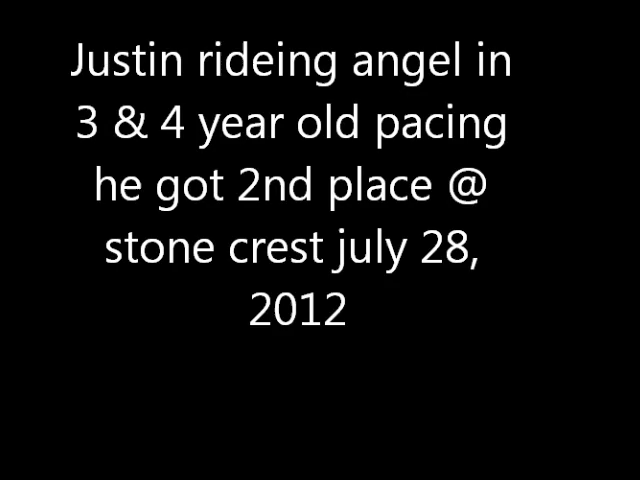 Justin rideing angel in
3 & 4 year old pacing
he got 2nd place @
stone crest july 28,
2012